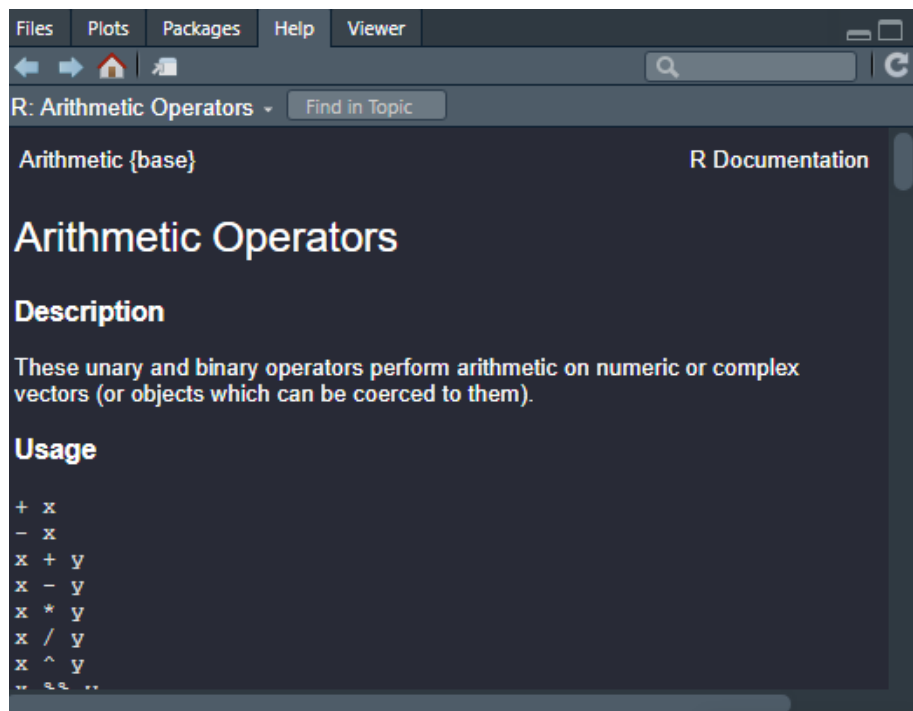 Files Plots Packages Help Viewer
R: Arithmetic Operators Find in Topic
Arithmetic {base} R Documentation
Arithmetic Operators
Description
These unary and binary operators perform arithmetic on numeric or complex
vectors (or objects which can be coerced to them).
Usage
+ x
- x
x + y
x - y
x * y
x / y
x ^ y
x %% y